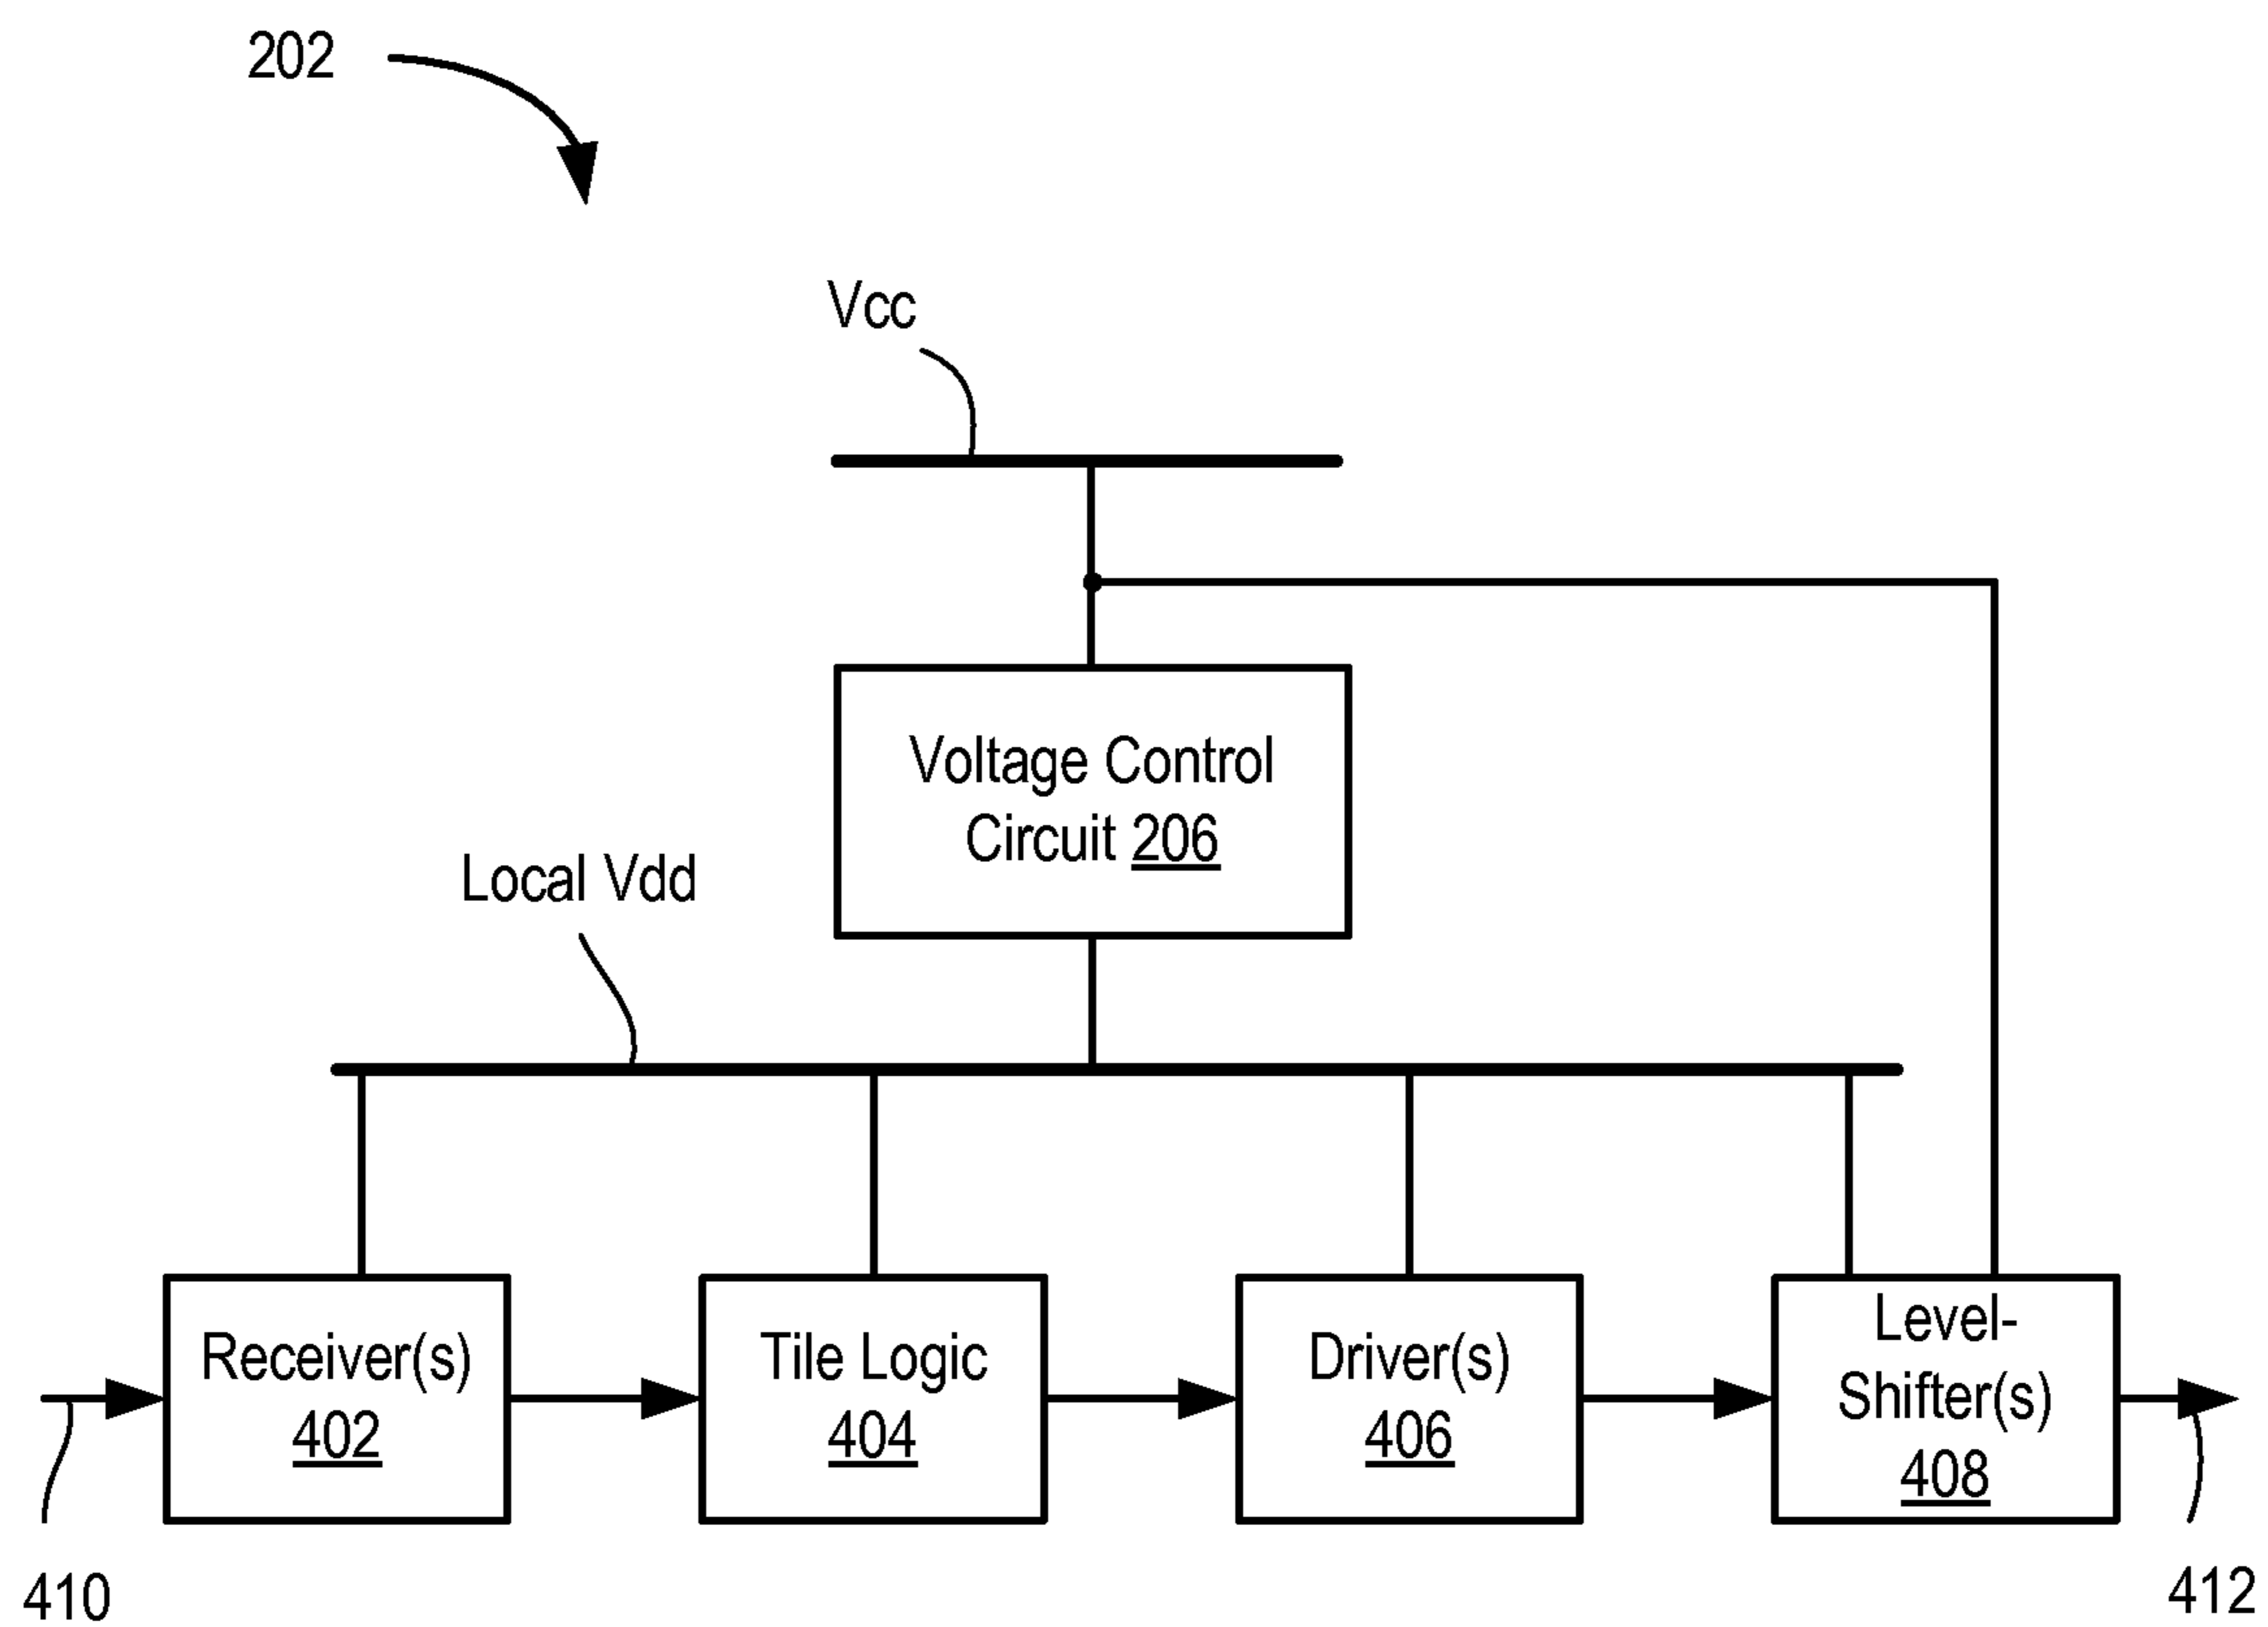 202
Vcc
Voltage Control
Circuit 206
Local Vdd
Receiver(s)
402
Tile Logic
404
Driver(s)
406
Level-
Shifter(s)
408
410
412